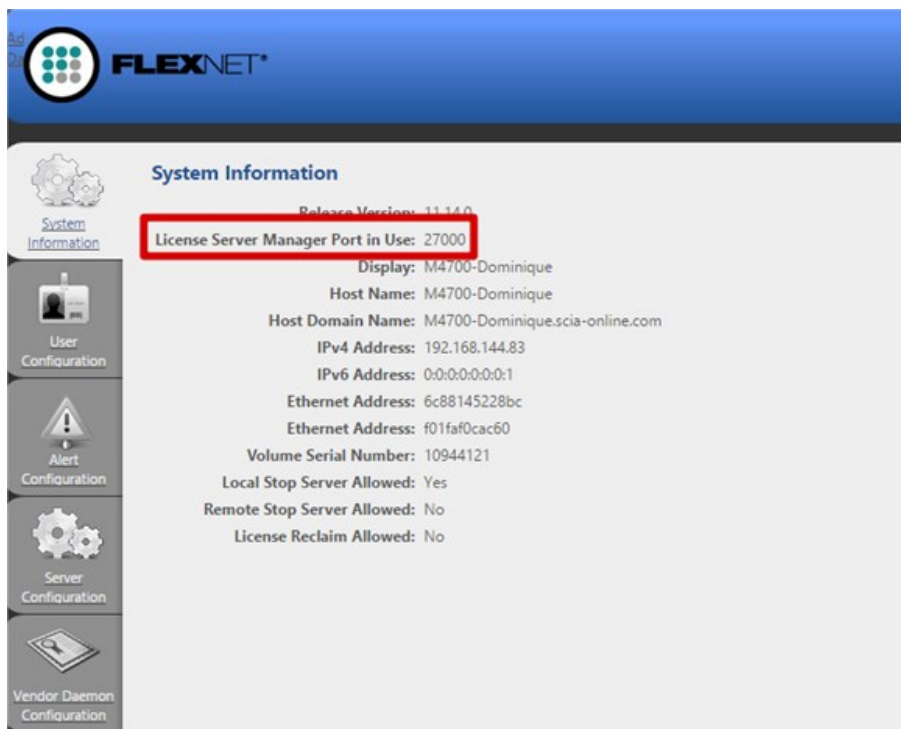 Ad
FLEXNET®
System Information
System
Information
User
Configuration
Alert
Configuration
Server
Configuration
Vendor Daemon
Configuration
Release Version: 11.14.0
License Server Manager Port in Use: 27000
Display: M4700-Dominique
Host Name: M4700-Dominique
Host Domain Name: M4700-Dominique.scia-online.com
IPv4 Address: 192.168.144.83
IPv6 Address: 0:0:0:0:0:0:0:1
Ethernet Address: 6c88145228bc
Ethernet Address: f01faf0cac60
Volume Serial Number: 10944121
Local Stop Server Allowed: Yes
Remote Stop Server Allowed: No
License Reclaim Allowed: No